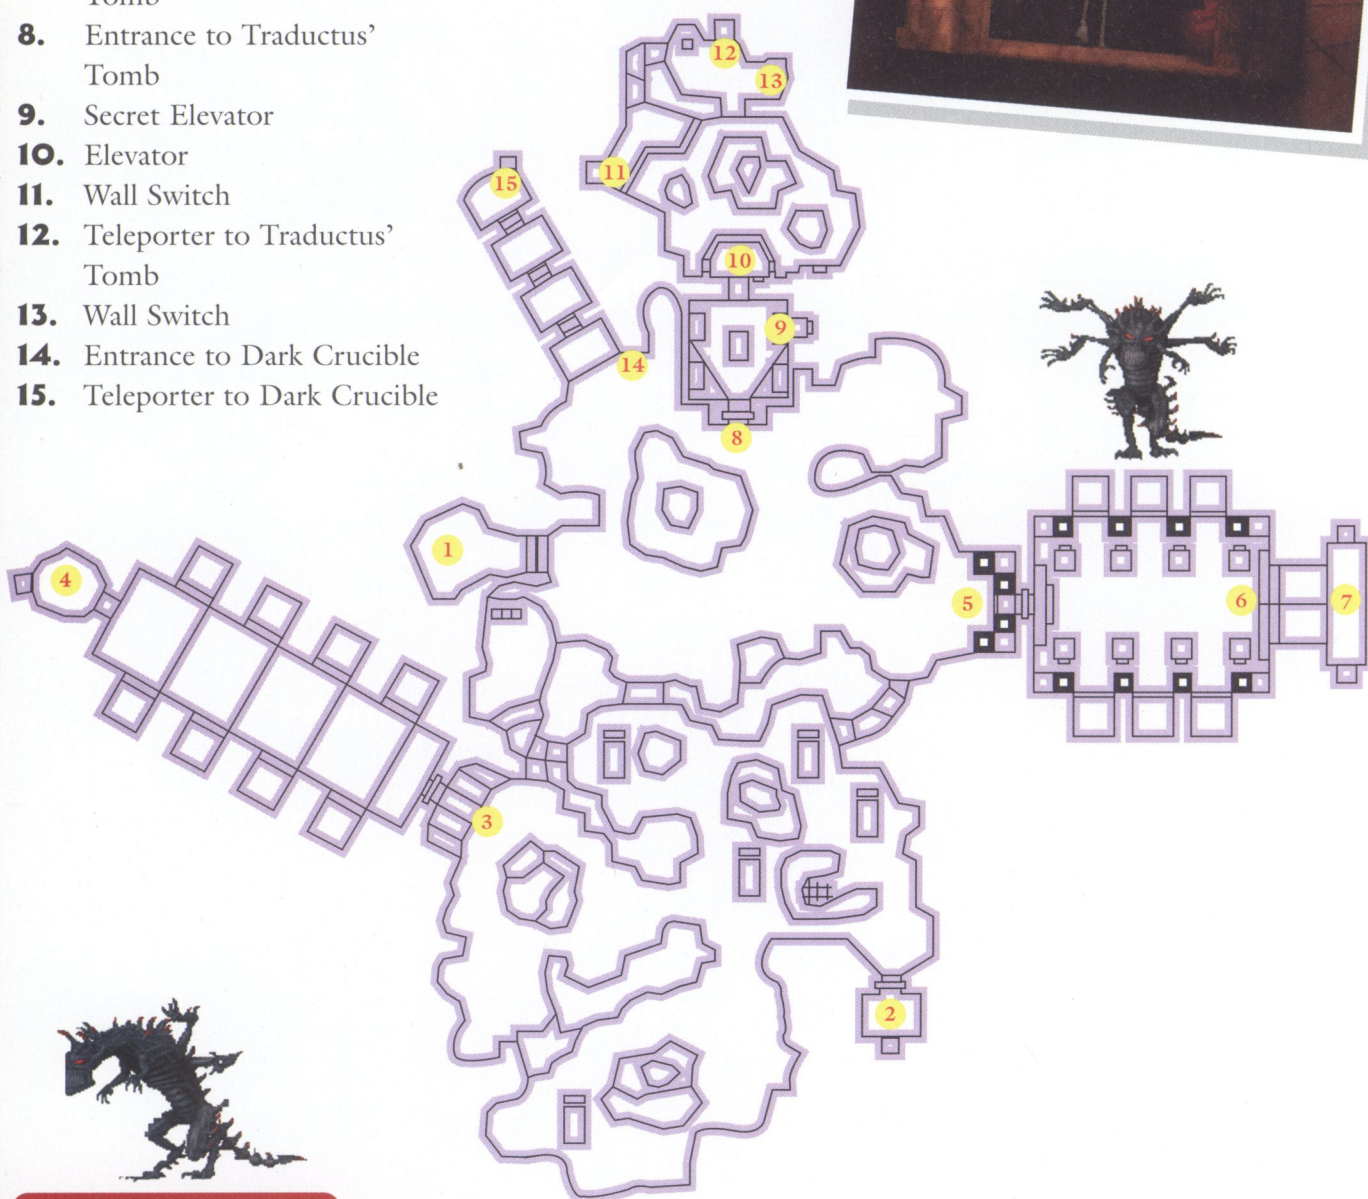 Tomb
8. Entrance to Traductus'
Tomb
9. Secret Elevator
10. Elevator
11. Wall Switch
12. Teleporter to Traductus'
Tomb
13. Wall Switch
14. Entrance to Dark Crucible
15. Teleporter to Dark Crucible
12
13
11
15
10
9
14
8
1
4
5
6
7
3
2